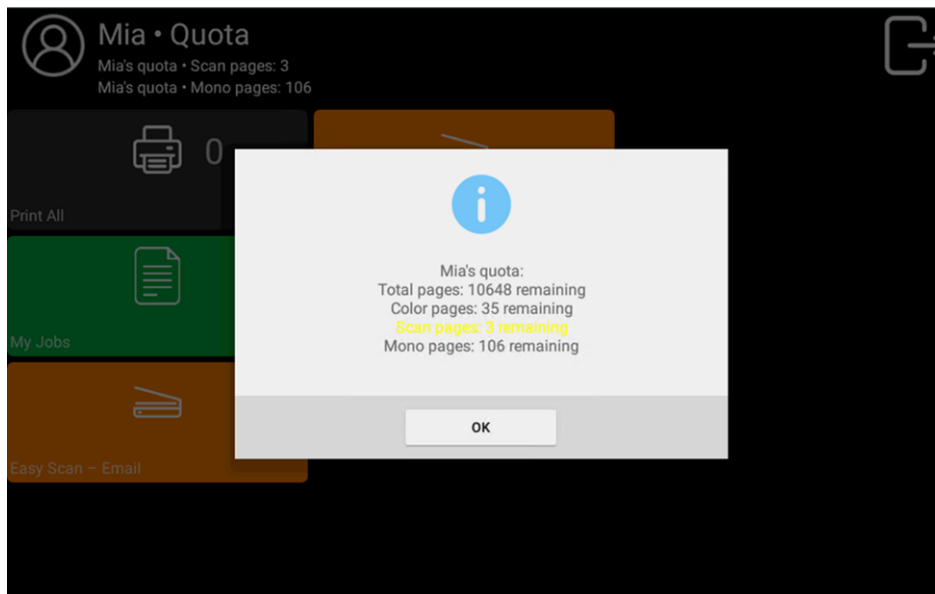 Mia • Quota
Mia's quota • Scan pages: 3
Mia's quota • Mono pages: 106
0
Print All
My Jobs
Easy Scan – Email
Mia's quota:
Total pages: 10648 remaining
Color pages: 35 remaining
Scan pages: 3 remaining
Mono pages: 106 remaining
OK